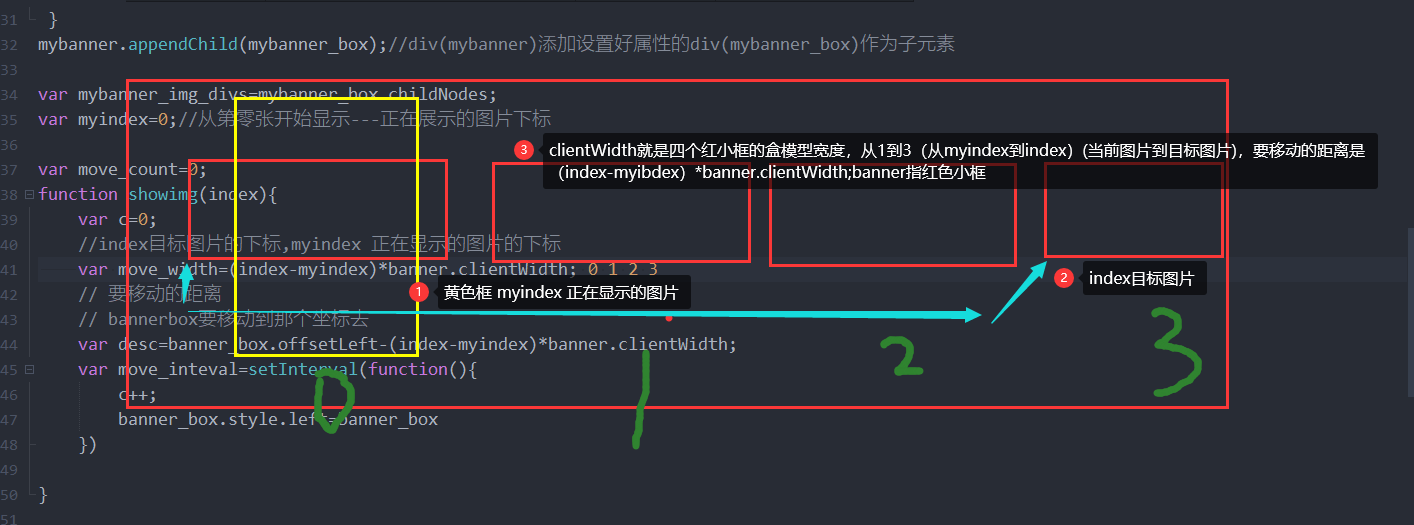 31 }
32 mybanner.appendChild(mybanner_box);//div(mybanner)添加设置好属性的div(mybanner_box)作为子元素
33
34 var mybanner_img_divs=mybanner_box.childNodes;
35 var myindex=0;//从第零张开始显示---正在展示的图片下标
36
3 clientWidth就是四个红小框的盒模型宽度，从1到3（从myindex到index）(当前图片到目标图片)，要移动的距离是
（index-myibdex）*banner.clientWidth;banner指红色小框
37 var move_count=0;
38 function showimg(index){
39 var c=0;
40 //index目标图片的下标,myindex 正在显示的图片的下标
41 var move_width=(index-myindex)*banner.clientWidth; 0 1 2 3
2 index目标图片
42 // 要移动的距离
1 黄色框 myindex 正在显示的图片
43 // bannerbox要移动到那个坐标去
44 var desc=banner_box.offsetLeft-(index-myindex)*banner.clientWidth;
45 var move_inteval=setInterval(function(){
46 c++;
0 1 2 3
47 banner_box.style.left=banner_box
48 })
49
50 }
51